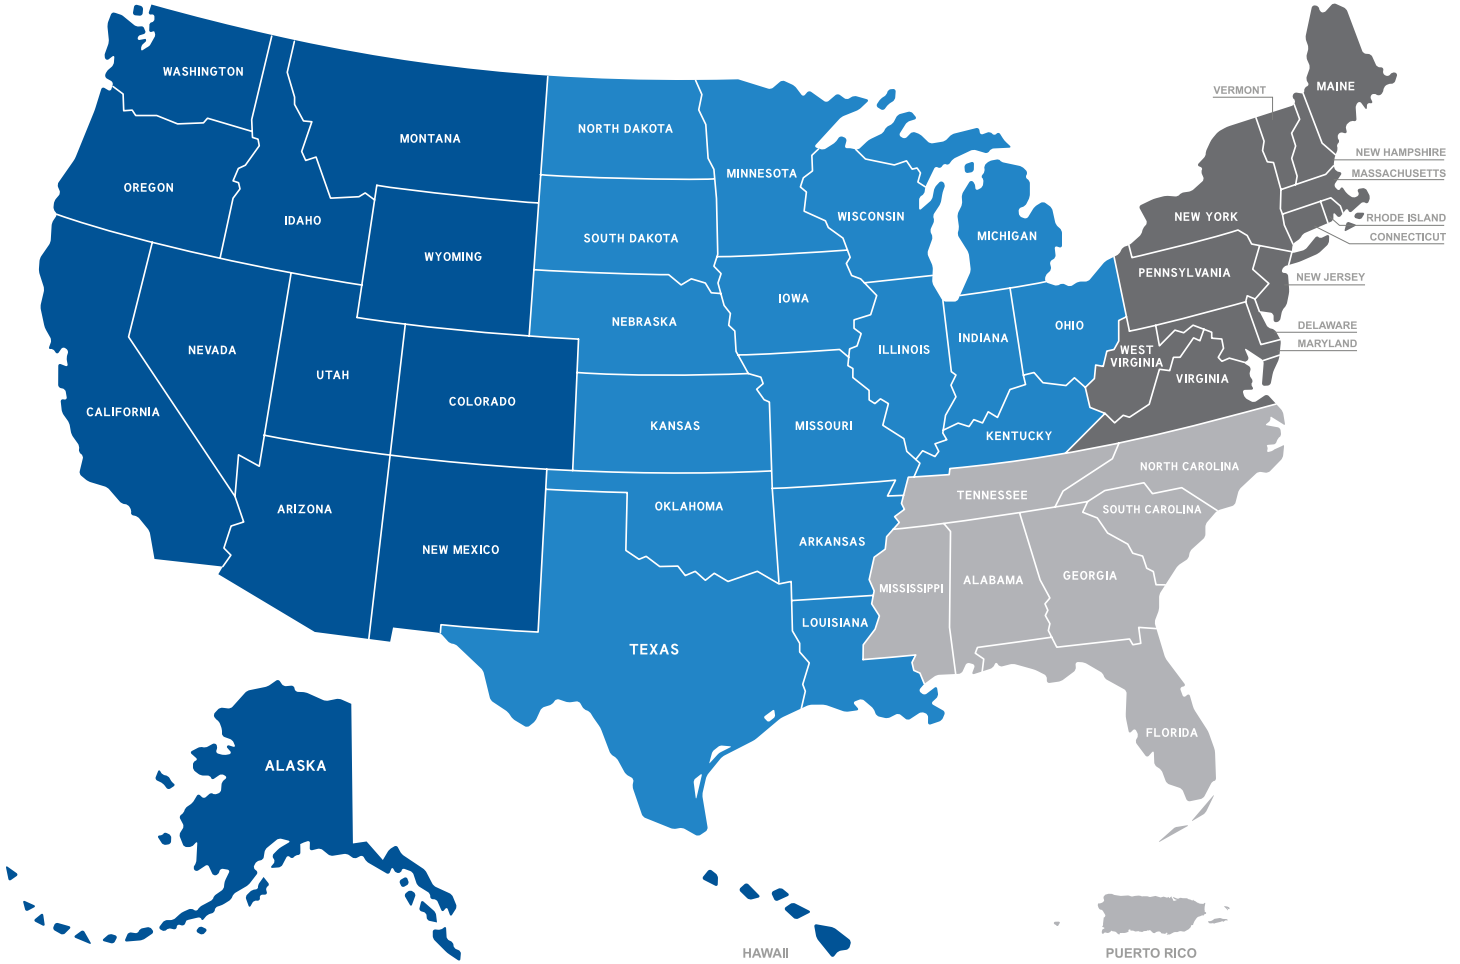 WASHINGTON
MAINE
VERMONT
NORTH DAKOTA
MONTANA
NEW HAMPSHIRE
MINNESOTA
MASSACHUSETTS
OREGON
IDAHO
WISCONSIN
NEW YORK
RHODE ISLAND
SOUTH DAKOTA
MICHIGAN
CONNECTICUT
WYOMING
PENNSYLVANIA
NEW JERSEY
IOWA
NEBRASKA
OHIO
DELAWARE
INDIANA
MARYLAND
NEVADA
ILLINOIS
WEST
VIRGINIA
UTAH
VIRGINIA
COLORADO
CALIFORNIA
KANSAS
MISSOURI
KENTUCKY
NORTH CAROLINA
TENNESSEE
ARIZONA
OKLAHOMA
SOUTH CAROLINA
NEW MEXICO
ARKANSAS
MISSISSIPPI
ALABAMA
GEORGIA
LOUISIANA
TEXAS
FLORIDA
ALASKA
HAWAII
PUERTO RICO